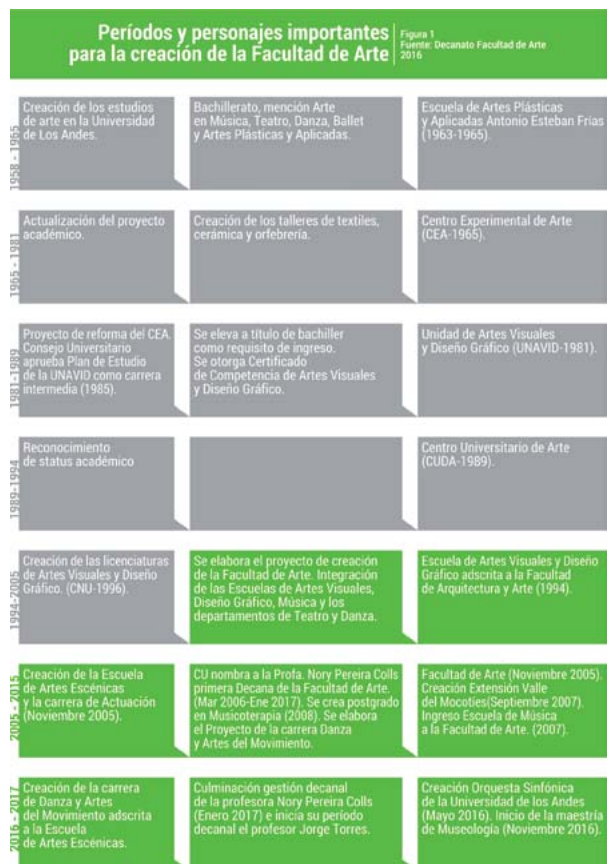 Períodos y personajes importantes
para la creación de la Facultad de Arte
Figura 1
Fuente: Decanato Facultad de Arte
2016
1958 - 1965
Creación de los estudios
de arte en la Universidad
de Los Andes.
Bachillerato, mención Arte
en Música, Teatro, Danza, Ballet
y Artes Plásticas y Aplicadas.
Escuela de Artes Plásticas
y Aplicadas Antonio Esteban Frías
(1963-1965).
1965 - 1981
Actualización del proyecto
académico.
Creación de los talleres de textiles,
cerámica y orfebrería.
Centro Experimental de Arte
(CEA-1965).
1981-1989
Proyecto de reforma del CEA.
Consejo Universitario
aprueba Plan de Estudio
de la UNAVID como carrera
intermedia (1985).
Se eleva a título de bachiller
como requisito de ingreso.
Se otorga Certificado
de Competencia de Artes Visuales
y Diseño Gráfico.
Unidad de Artes Visuales
y Diseño Gráfico (UNAVID-1981).
1989-1994
Reconocimiento
de status académico
Centro Universitario de Arte
(CUDA-1989).
1994-2005
Creación de las licenciaturas
de Artes Visuales y Diseño
Gráfico. (CNU-1996).
Se elabora el proyecto de creación
de la Facultad de Arte. Integración
de las Escuelas de Artes Visuales,
Diseño Gráfico, Música y los
departamentos de Teatro y Danza.
Escuela de Artes Visuales y Diseño
Gráfico adscrita a la Facultad
de Arquitectura y Arte (1994).
2005 - 2015
Creación de la Escuela
de Artes Escénicas
y la carrera de Actuación
(Noviembre 2005).
CU nombra a la Profa. Nory Pereira Colls
primera Decana de la Facultad de Arte.
(Mar 2006-Ene 2017). Se crea postgrado
en Musicoterapia (2008). Se elabora
el Proyecto de la carrera Danza
y Artes del Movimiento.
Facultad de Arte (Noviembre 2005).
Creación Extensión Valle
del Mocotíes(Septiembre 2007).
Ingreso Escuela de Música
a la Facultad de Arte. (2007).
2016 - 2017
Creación de la carrera
de Danza y Artes
del Movimiento adscrita
a la Escuela
de Artes Escénicas.
Culminación gestión decanal
de la profesora Nory Pereira Colls
(Enero 2017) e inicia su período
decanal el profesor Jorge Torres.
Creación Orquesta Sinfónica
de la Universidad de los Andes
(Mayo 2016). Inicio de la maestría
de Museología (Noviembre 2016).